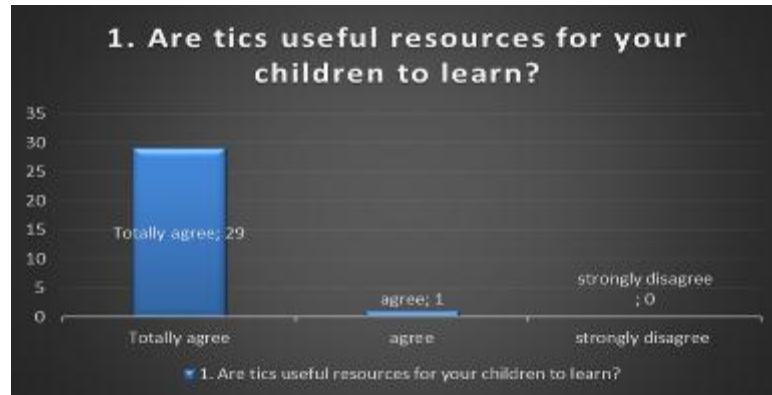 1. Are tics useful resources for your
children to learn?
35
30
25
20
15
10
5
0
Totally agree; 29
agree; 1
strongly disagree
; 0
Totally agree
agree
strongly disagree
1. Are tics useful resources for your children to learn?